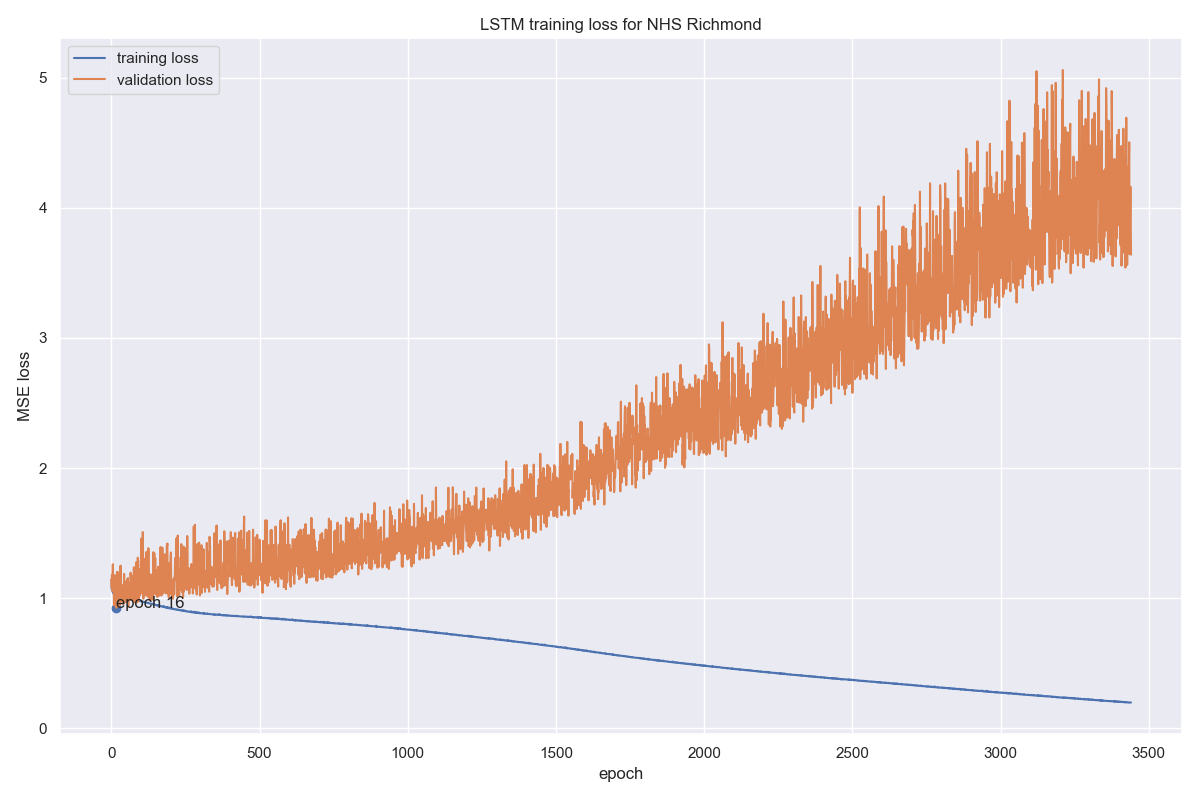 LSTM training loss for NHS Richmond
training loss
validation loss
5
4
3
2
1
0
MSE loss
epoch 16
0
500
1000
1500
2000
2500
3000
3500
epoch